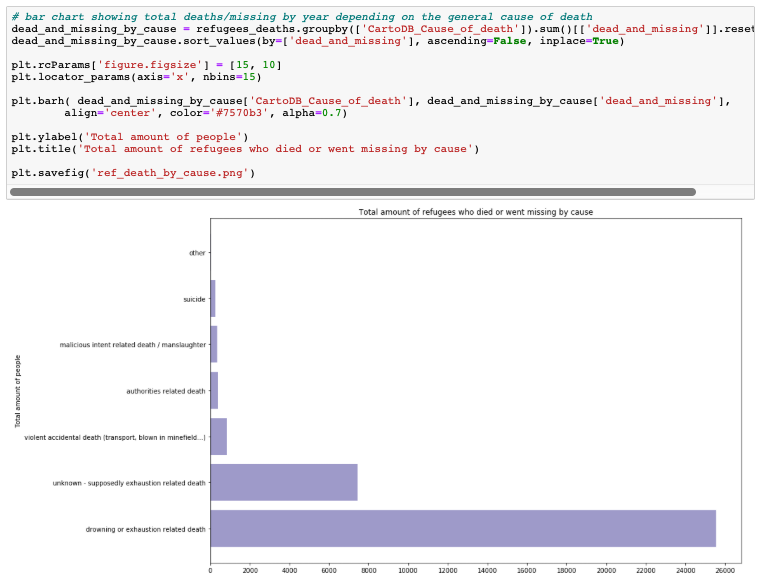 # bar chart showing total deaths/missing by year depending on the general cause of death
dead_and_missing_by_cause = refugees_deaths.groupby(['CartoDB_Cause_of_death']).sum()[['dead_and_missing']].reset
dead_and_missing_by_cause.sort_values(by=['dead_and_missing'], ascending=False, inplace=True)
plt.rcParams['figure.figsize'] = [15, 10]
plt.locator_params(axis='x', nbins=15)
plt.barh( dead_and_missing_by_cause['CartoDB_Cause_of_death'], dead_and_missing_by_cause['dead_and_missing'],
align='center', color='#7570b3', alpha=0.7)
plt.ylabel('Total amount of people')
plt.title('Total amount of refugees who died or went missing by cause')
plt.savefig('ref_death_by_cause.png')
Total amount of refugees who died or went missing by cause
other
suicide
malicious intent related death / manslaughter
authorities related death
violent accidental death (transport, blown in minefield...)
unknown - supposedly exhaustion related death
drowning or exhaustion related death
Total amount of people
0 2000 4000 6000 8000 10000 12000 14000 16000 18000 20000 22000 24000 26000